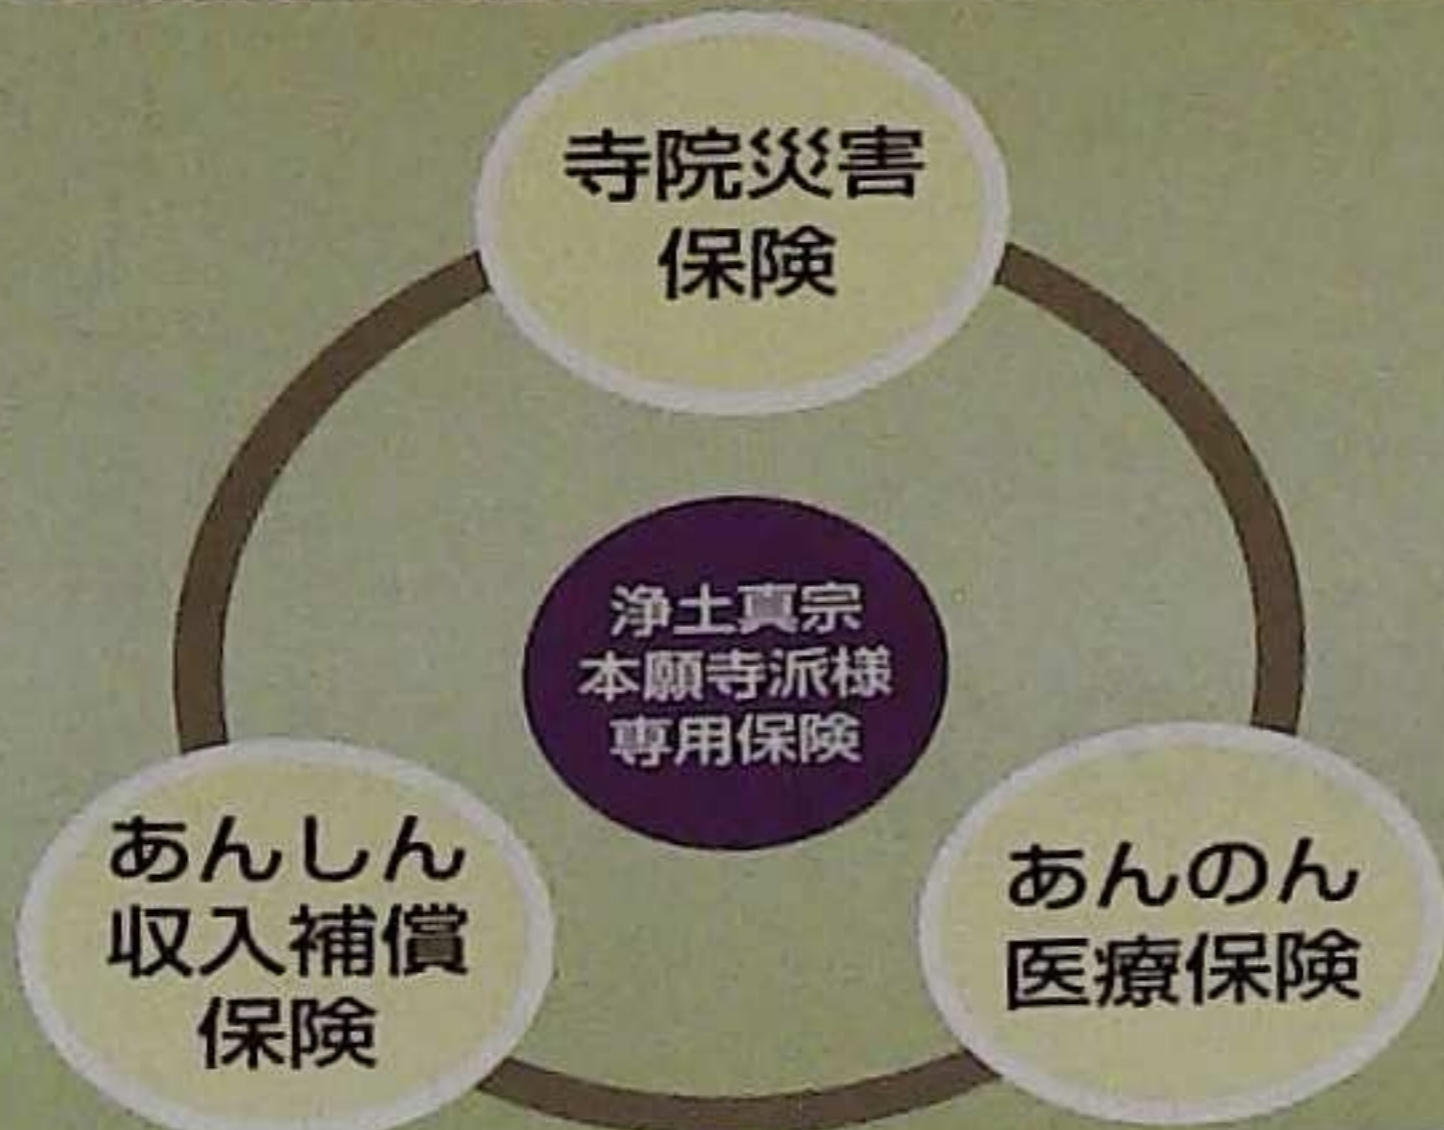 寺院災害
保険
浄土真宗
本願寺派様
専用保険
あんしん
収入補償
保険
あんのん
医療保険